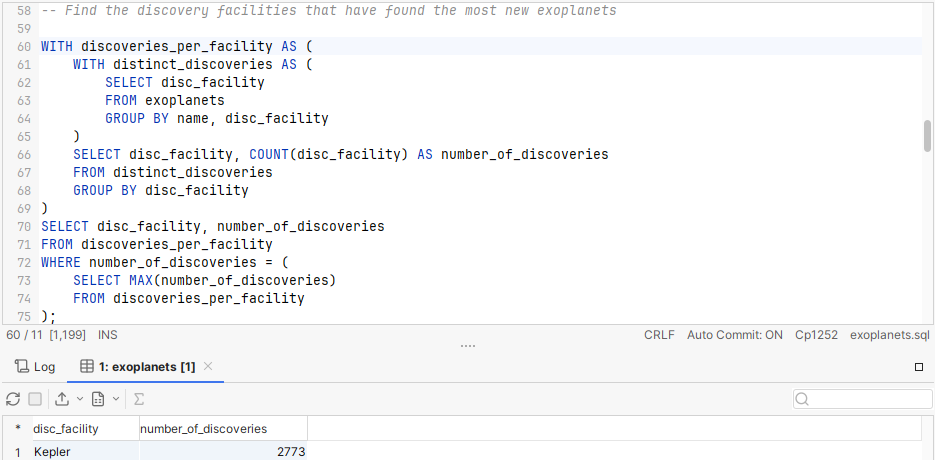 58 -- Find the discovery facilities that have found the most new exoplanets
59
60 WITH discoveries_per_facility AS (
61 WITH distinct_discoveries AS (
62 SELECT disc_facility
63 FROM exoplanets
64 GROUP BY name, disc_facility
65 )
66 SELECT disc_facility, COUNT(disc_facility) AS number_of_discoveries
67 FROM distinct_discoveries
68 GROUP BY disc_facility
69 )
70 SELECT disc_facility, number_of_discoveries
71 FROM discoveries_per_facility
72 WHERE number_of_discoveries = (
73 SELECT MAX(number_of_discoveries)
74 FROM discoveries_per_facility
75 );
60 / 11 [1,199] INS CRLF Auto Commit: ON Cp1252 exoplanets.sql
Log 1: exoplanets [1]
* disc_facility number_of_discoveries
1 Kepler 2773